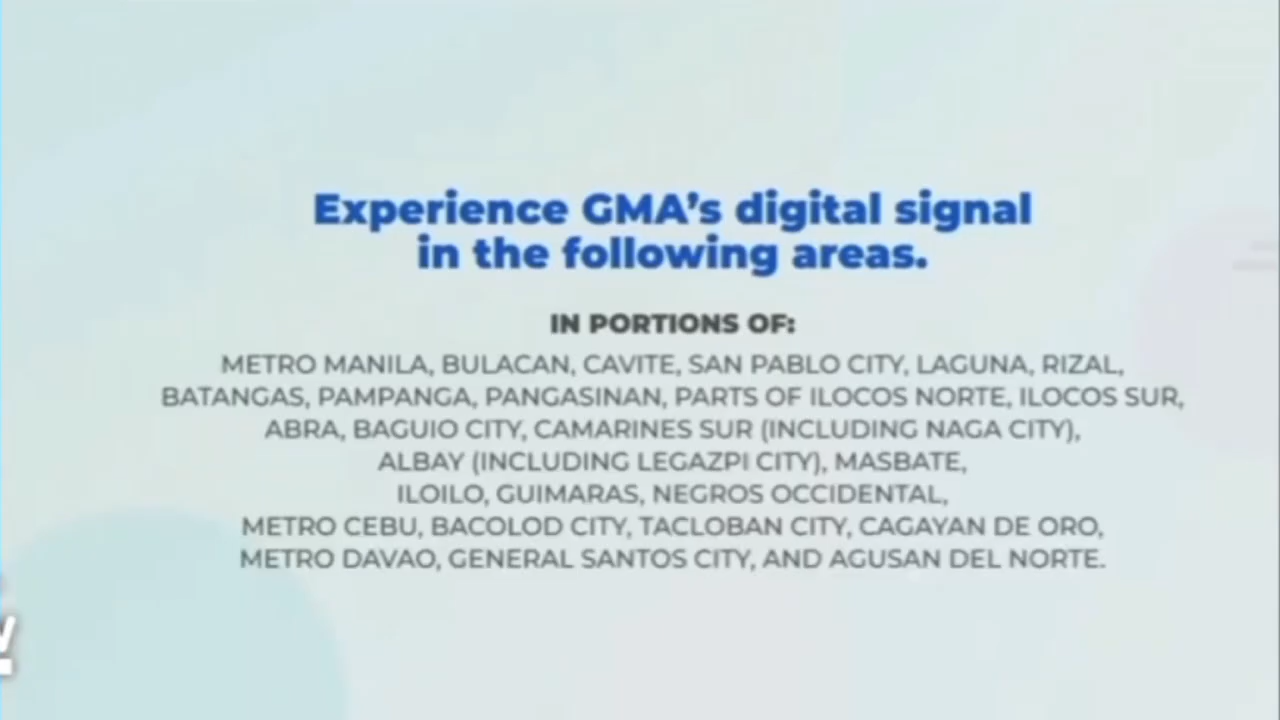 Experience GMA's digital signal
in the following areas.
IN PORTIONS OF:
METRO MANILA, BULACAN, CAVITE, SAN PABLO CITY, LAGUNA, RIZAL,
BATANGAS, PAMPANGA, PANGASINAN, PARTS OF ILOCOS NORTE, ILOCOS SUR,
ABRA, BAGUIO CITY, CAMARINES SUR (INCLUDING NAGA CITY),
ALBAY (INCLUDING LEGAZPI CITY), MASBATE,
ILOILO, GUIMARAS, NEGROS OCCIDENTAL,
METRO CEBU, BACOLOD CITY, TACLOBAN CITY, CAGAYAN DE ORO,
METRO DAVAO, GENERAL SANTOS CITY, AND AGUSAN DEL NORTE.